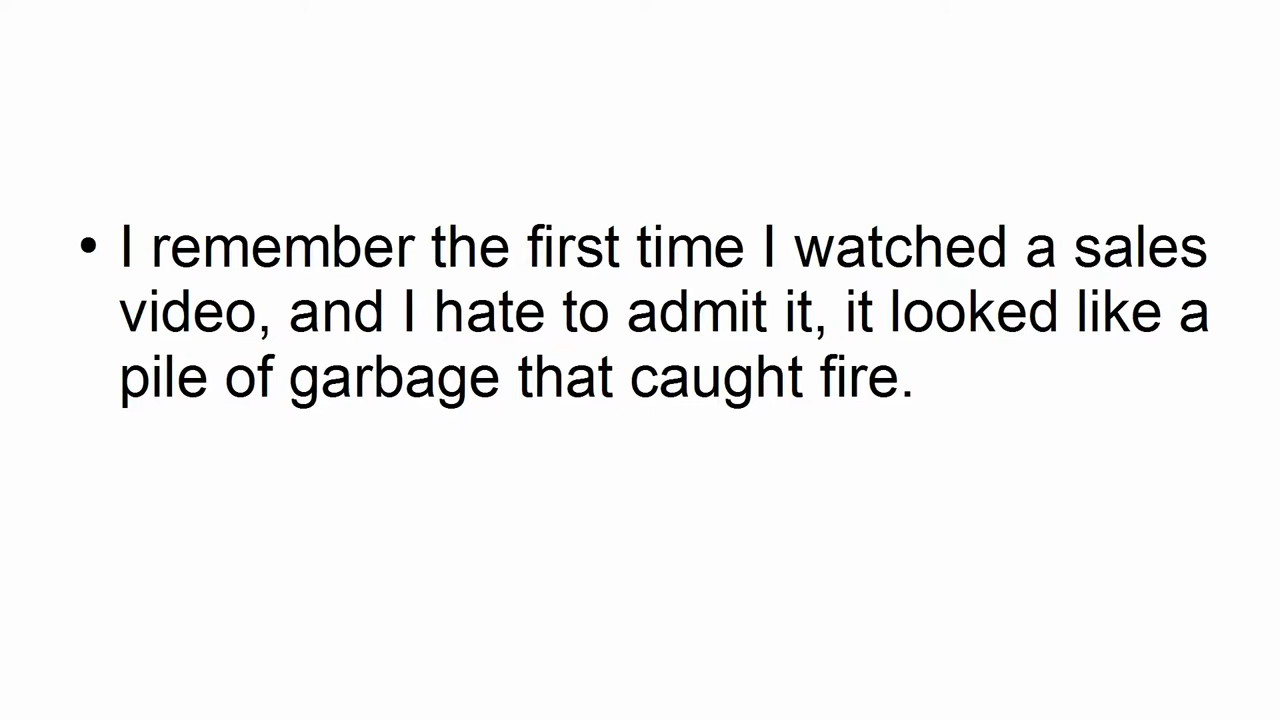 • I remember the first time I watched a sales
video, and I hate to admit it, it looked like a
pile of garbage that caught fire.